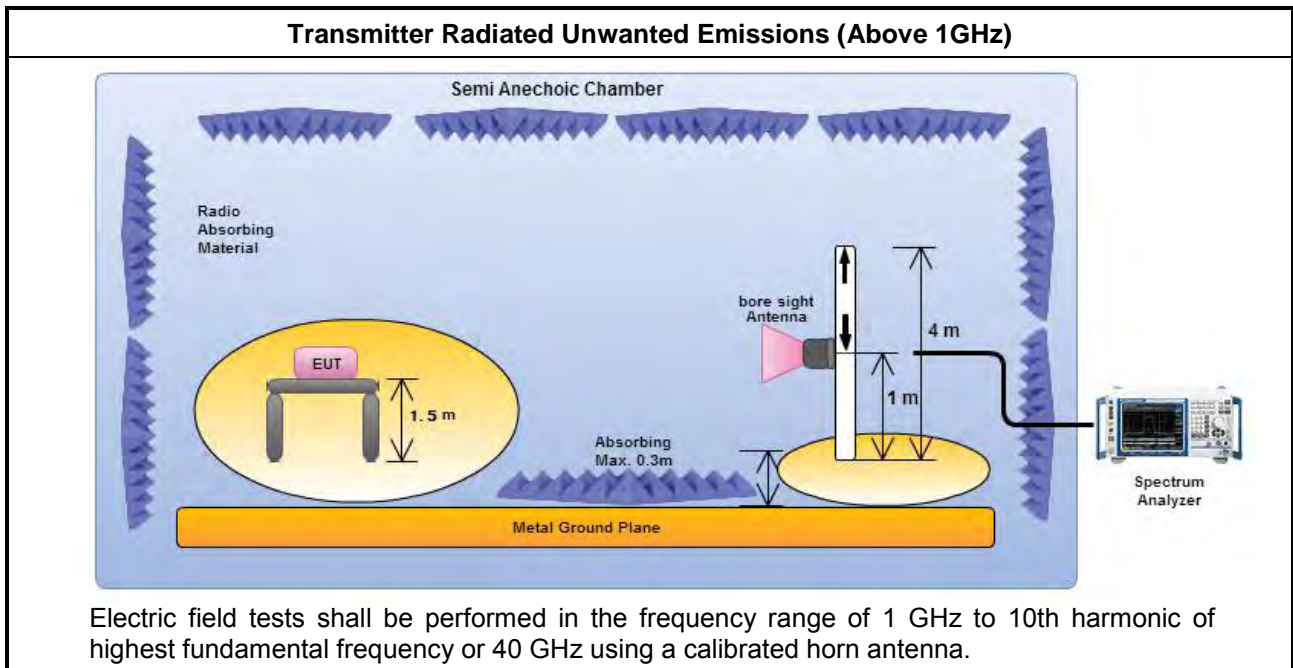 Transmitter Radiated Unwanted Emissions (Above 1GHz)
Semi Anechoic Chamber
Radio
Absorbing
Material
bore sight
Antenna
4 m
EUT
1.5 m
1 m
Absorbing
Max. 0.3m
Spectrum
Analyzer
Metal Ground Plane
Electric field tests shall be performed in the frequency range of 1 GHz to 10th harmonic of
highest fundamental frequency or 40 GHz using a calibrated horn antenna.